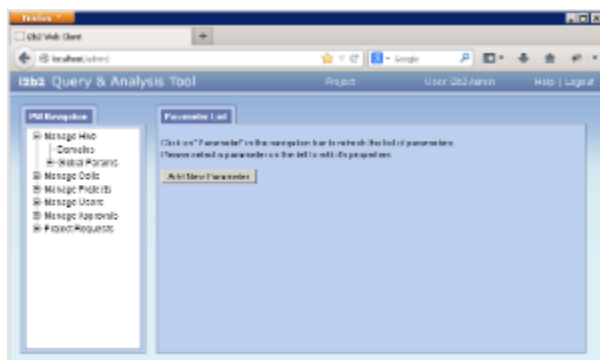 Firefox
i2b2 Web Client
localhost/admin/
Google
i2b2 Query & Analysis Tool
Project
User: i2b2 Admin
Help | Logout
PM Navigation
Parameter List
Manage Hive
Domains
Global Params
Manage Cells
Manage Projects
Manage Users
Manage Approvals
Project Requests
Click on "Parameter" in the navigation bar to refresh the list of parameters.
Please select a parameter on the left to edit its properties
Add New Parameter